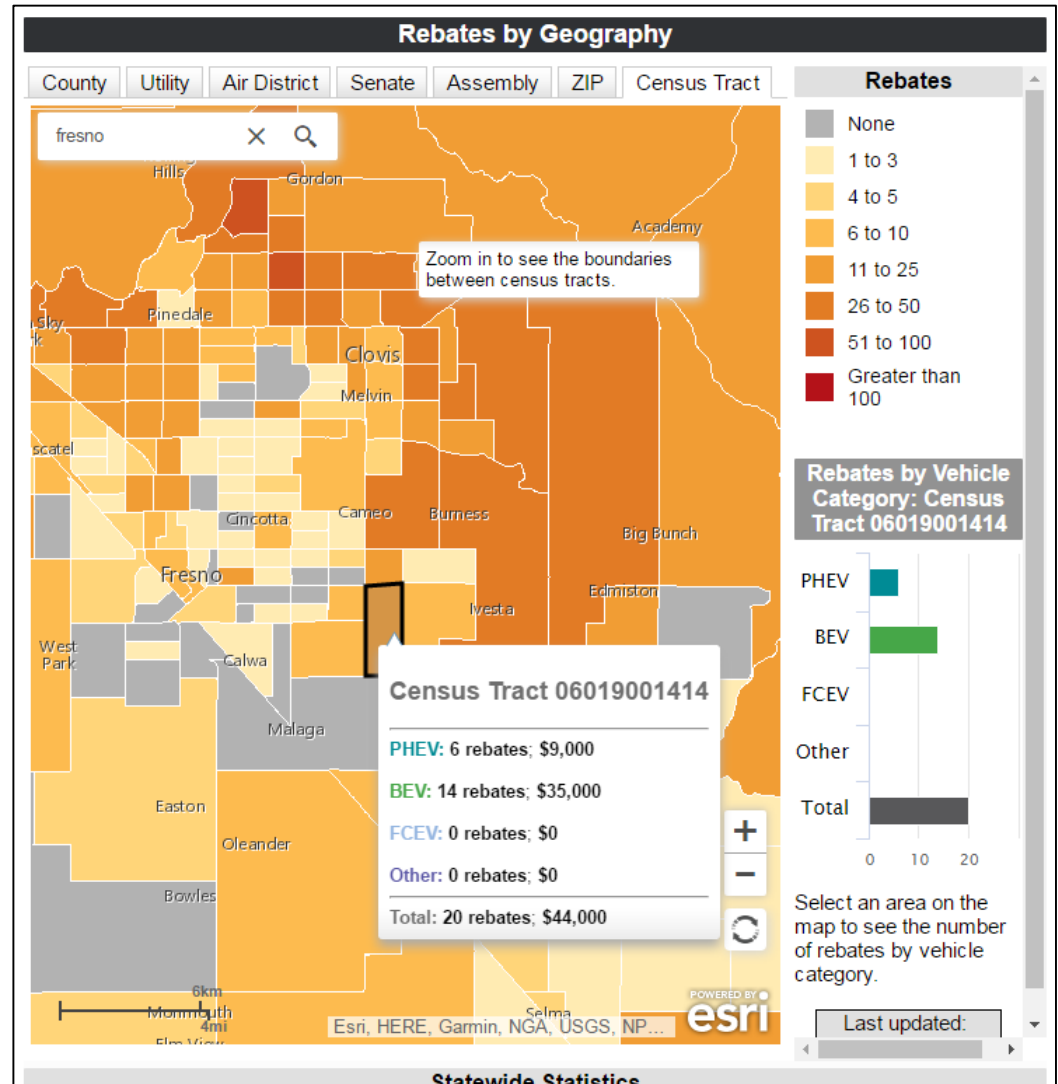 Rebates by Geography
County Utility Air District Senate Assembly ZIP Census Tract
fresno
Hills
Gordon
Academy
Zoom in to see the boundaries
between census tracts.
Pinedale
Sky
Clovis
Melvin
scatel
Cincotta
Cameo
Burness
Big Bunch
Fresno
Ivesta
Edmiston
West
Park
Calwa
Malaga
Census Tract 06019001414
PHEV: 6 rebates; $9,000
BEV: 14 rebates; $35,000
FCEV: 0 rebates; $0
Other: 0 rebates; $0
Total: 20 rebates; $44,000
Easton
Oleander
Bowles
6km
4mi
Monmouth
Elm View
Selma
Esri, HERE, Garmin, NGA, USGS, NP...
POWERED BY
esri
Rebates
None
1 to 3
4 to 5
6 to 10
11 to 25
26 to 50
51 to 100
Greater than
100
Rebates by Vehicle
Category: Census
Tract 06019001414
PHEV
BEV
FCEV
Other
Total
0 10 20
Select an area on the
map to see the number
of rebates by vehicle
category.
Last updated:
Statewide Statistics